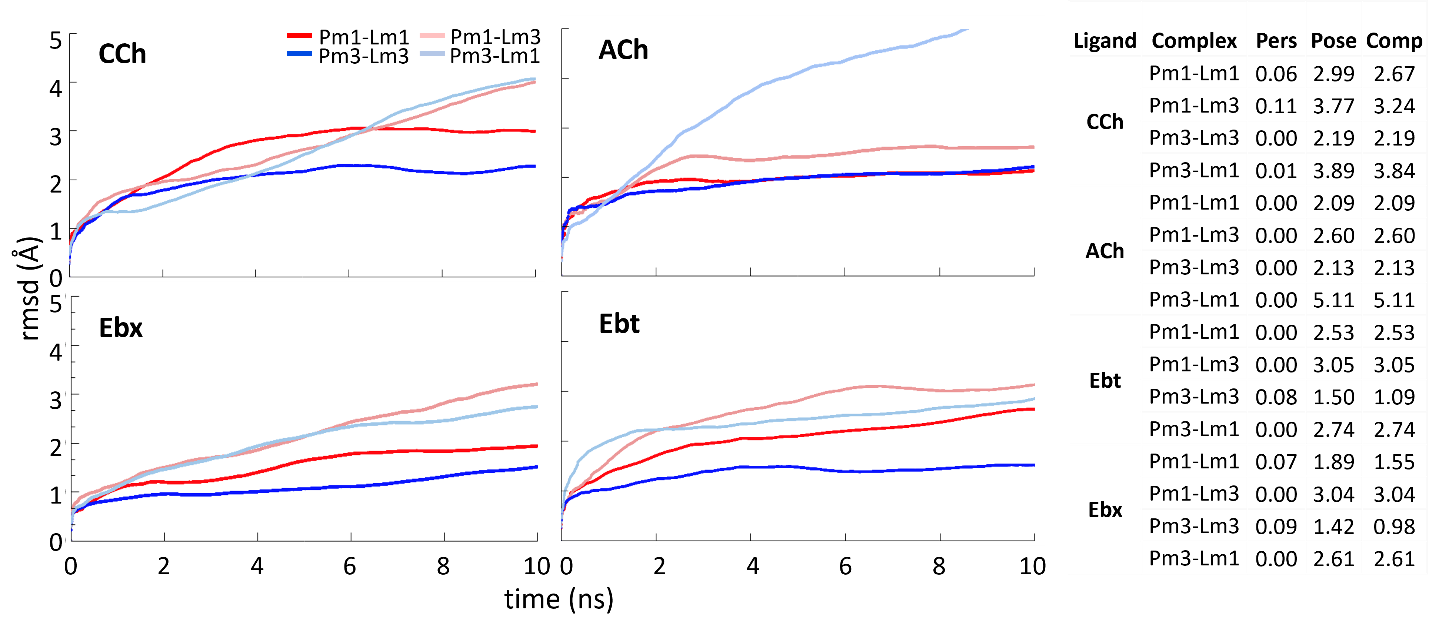 CCh
Pm1-Lm1 Pm1-Lm3
Pm3-Lm3 Pm3-Lm1
ACh
Ebx
Ebt
rmsd (Å)
5
4
3
2
1
0
5
4
3
2
1
0
0 2 4 6 8 10
0 2 4 6 8 10
time (ns)
Ligand Complex Pers Pose Comp
CCh
Pm1-Lm1 0.06 2.99 2.67
Pm1-Lm3 0.11 3.77 3.24
Pm3-Lm3 0.00 2.19 2.19
Pm3-Lm1 0.01 3.89 3.84
ACh
Pm1-Lm1 0.00 2.09 2.09
Pm1-Lm3 0.00 2.60 2.60
Pm3-Lm3 0.00 2.13 2.13
Pm3-Lm1 0.00 5.11 5.11
Ebt
Pm1-Lm1 0.00 2.53 2.53
Pm1-Lm3 0.00 3.05 3.05
Pm3-Lm3 0.08 1.50 1.09
Pm3-Lm1 0.00 2.74 2.74
Ebx
Pm1-Lm1 0.07 1.89 1.55
Pm1-Lm3 0.00 3.04 3.04
Pm3-Lm3 0.09 1.42 0.98
Pm3-Lm1 0.00 2.61 2.61